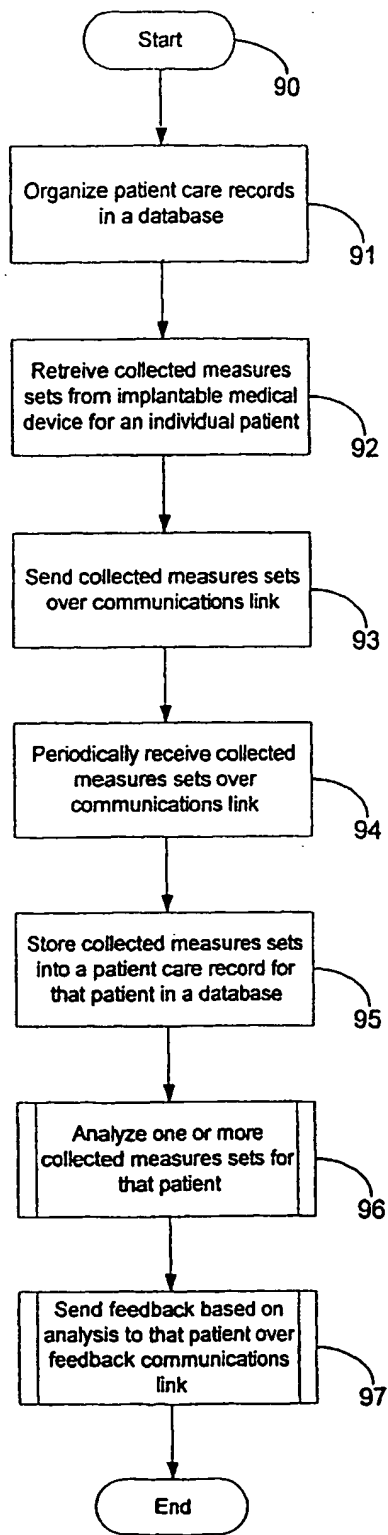 Start
90
Organize patient care records
in a database
91
Retreive collected measures
sets from implantable medical
device for an individual patient
92
Send collected measures sets
over communications link
93
Periodically receive collected
measures sets over
communications link
94
Store collected measures sets
into a patient care record for
that patient in a database
95
Analyze one or more
collected measures sets for
that patient
96
Send feedback based on
analysis to that patient over
feedback communications
link
97
End